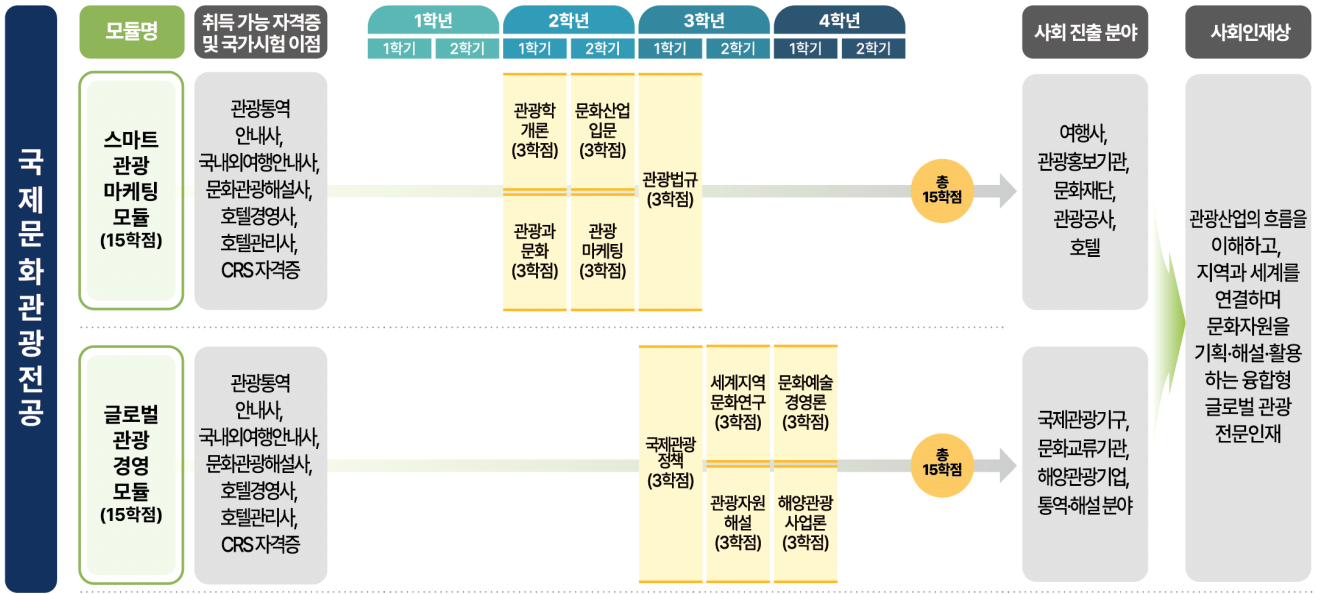 국제문화관광전공
모듈명
취득 가능 자격증
및 국가시험 이점
1학년
2학년
3학년
4학년
1학기
2학기
1학기
2학기
1학기
2학기
1학기
2학기
사회 진출 분야
사회인재상
스마트
관광
마케팅
모듈
(15학점)
관광통역
안내사,
국내외여행안내사,
문화관광해설사,
호텔경영사,
호텔관리사,
CRS 자격증
관광학
개론
(3학점)
문화산업
입문
(3학점)
관광과
문화
(3학점)
관광
마케팅
(3학점)
관광법규
(3학점)
총
15학점
여행사,
관광홍보기관,
문화재단,
관광공사,
호텔
글로벌
관광
경영
모듈
(15학점)
관광통역
안내사,
국내외여행안내사,
문화관광해설사,
호텔경영사,
호텔관리사,
CRS 자격증
국제관광
정책
(3학점)
세계지역
문화연구
(3학점)
문화예술
경영론
(3학점)
관광자원
해설
(3학점)
해양관광
사업론
(3학점)
총
15학점
국제관광기구,
문화교류기관,
해양관광기업,
통역·해설 분야
관광산업의 흐름을
이해하고,
지역과 세계를
연결하며
문화자원을
기획·해설·활용
하는 융합형
글로벌 관광
전문인재